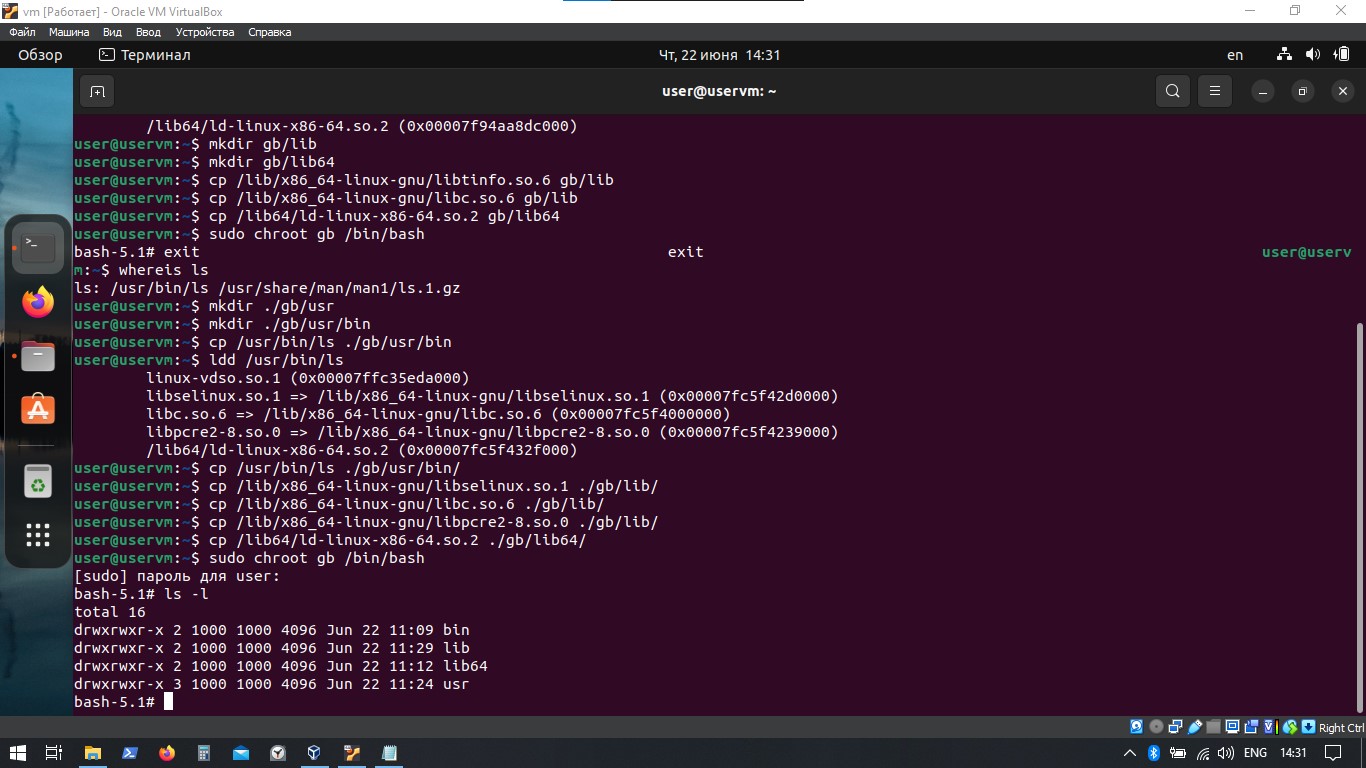 vm [Работает] - Oracle VM VirtualBox
Файл Машина Вид Ввод Устройства Справка
Обзор Терминал Чт, 22 июня 14:31 en
user@uservm: ~
/lib64/ld-linux-x86-64.so.2 (0x00007f94aa8dc000)
user@uservm:~$ mkdir gb/lib
user@uservm:~$ mkdir gb/lib64
user@uservm:~$ cp /lib/x86_64-linux-gnu/libtinfo.so.6 gb/lib
user@uservm:~$ cp /lib/x86_64-linux-gnu/libc.so.6 gb/lib
user@uservm:~$ cp /lib64/ld-linux-x86-64.so.2 gb/lib64
user@uservm:~$ sudo chroot gb /bin/bash
bash-5.1# exit exit user@userv
m:~$ whereis ls
ls: /usr/bin/ls /usr/share/man/man1/ls.1.gz
user@uservm:~$ mkdir ./gb/usr
user@uservm:~$ mkdir ./gb/usr/bin
user@uservm:~$ cp /usr/bin/ls ./gb/usr/bin
user@uservm:~$ ldd /usr/bin/ls
linux-vdso.so.1 (0x00007ffc35eda000)
libselinux.so.1 => /lib/x86_64-linux-gnu/libselinux.so.1 (0x00007fc5f42d0000)
libc.so.6 => /lib/x86_64-linux-gnu/libc.so.6 (0x00007fc5f4000000)
libpcre2-8.so.0 => /lib/x86_64-linux-gnu/libpcre2-8.so.0 (0x00007fc5f4239000)
/lib64/ld-linux-x86-64.so.2 (0x00007fc5f432f000)
user@uservm:~$ cp /usr/bin/ls ./gb/usr/bin/
user@uservm:~$ cp /lib/x86_64-linux-gnu/libselinux.so.1 ./gb/lib/
user@uservm:~$ cp /lib/x86_64-linux-gnu/libc.so.6 ./gb/lib/
user@uservm:~$ cp /lib/x86_64-linux-gnu/libpcre2-8.so.0 ./gb/lib/
user@uservm:~$ cp /lib64/ld-linux-x86-64.so.2 ./gb/lib64/
user@uservm:~$ sudo chroot gb /bin/bash
[sudo] пароль для user:
bash-5.1# ls -l
total 16
drwxrwxr-x 2 1000 1000 4096 Jun 22 11:09 bin
drwxrwxr-x 2 1000 1000 4096 Jun 22 11:29 lib
drwxrwxr-x 2 1000 1000 4096 Jun 22 11:12 lib64
drwxrwxr-x 3 1000 1000 4096 Jun 22 11:24 usr
bash-5.1#
Right Ctrl
ENG 14:31